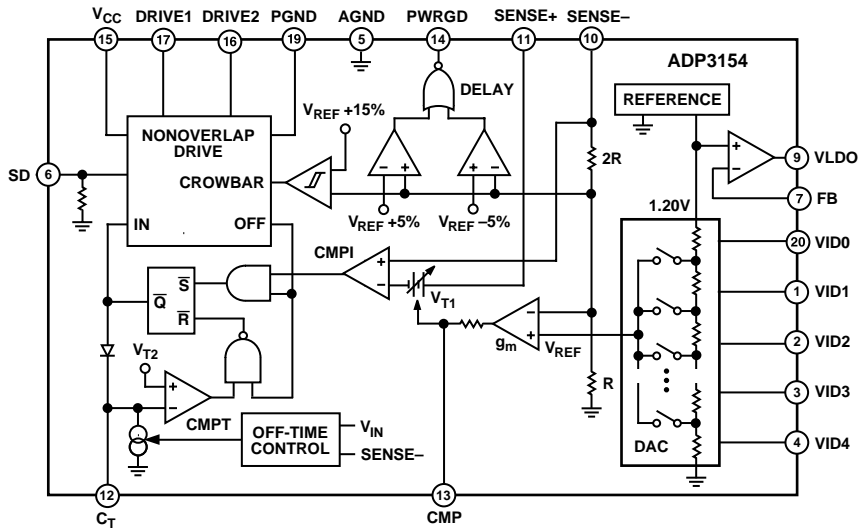 VCC DRIVE1 DRIVE2 PGND AGND PWRGD SENSE+ SENSE–
15 17 16 19 5 14 11 10
ADP3154
DELAY
REFERENCE
VREF +15%
NONOVERLAP
DRIVE
2R
9 VLDO
SD 6
CROWBAR
7 FB
VREF +5% VREF –5%
1.20V
IN OFF
20 VID0
CMPI
S
Q
VT1
1 VID1
R
gm
VREF
2 VID2
VT2
R
3 VID3
CMPT
OFF-TIME
CONTROL
VIN
SENSE–
DAC
4 VID4
12
CT
13
CMP